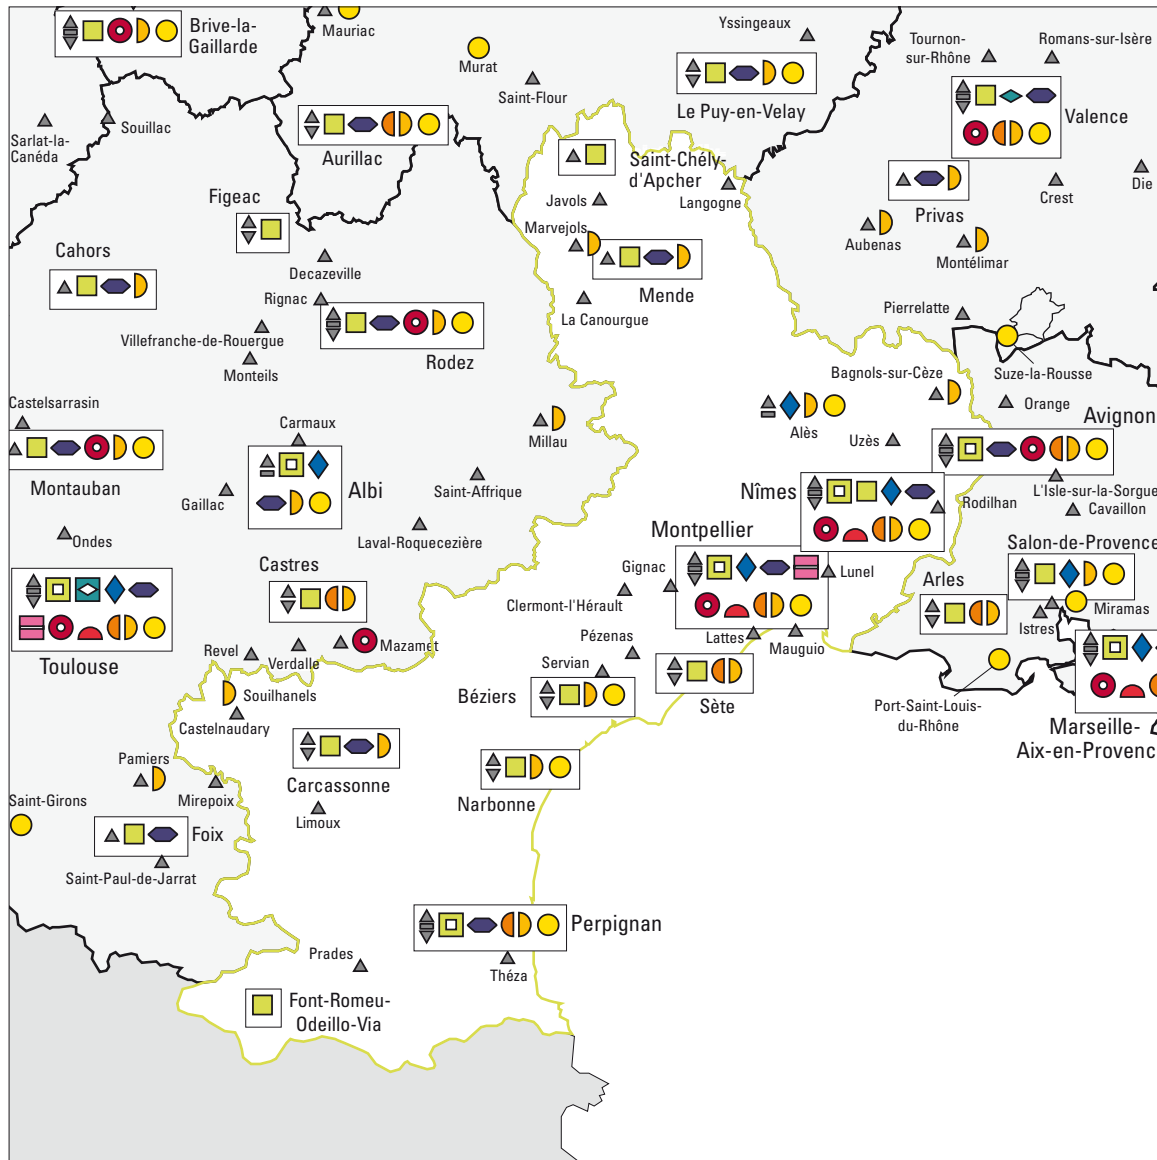 Brive-la-
Gaillarde
Mauriac
Murat
Saint-Flour
Yssingeaux
Le Puy-en-Velay
Tournon-
sur-Rhône
Romans-sur-Isère
Valence
Sarlat-la-
Canéda
Souillac
Aurillac
Saint-Chély-
d'Apcher
Javols
Langogne
Privas
Crest
Die
Figeac
Marvejols
Aubenas
Montélimar
Cahors
Decazeville
Mende
Rignac
La Canourgue
Pierrelatte
Villefranche-de-Rouergue
Rodez
Monteils
Suze-la-Rousse
Bagnols-sur-Cèze
Orange
Castelsarrasin
Carmaux
Millau
Alès
Uzès
Avignon
Montauban
Albi
Saint-Affrique
Nîmes
L'Isle-sur-la-Sorgue
Gaillac
Rodilhan
Cavaillon
Ondes
Laval-Roquecezière
Montpellier
Salon-de-Provence
Castres
Gignac
Lunel
Arles
Clermont-l'Hérault
Miramas
Istres
Toulouse
Revel
Verdalle
Mazamet
Pézenas
Lattes
Mauguio
Servian
Souilhanels
Béziers
Sète
Port-Saint-Louis-
du-Rhône
Castelnaudary
Marseille-
Aix-en-Provenc
Pamiers
Mirepoix
Carcassonne
Narbonne
Saint-Girons
Limoux
Foix
Saint-Paul-de-Jarrat
Perpignan
Prades
Théza
Font-Romeu-
Odeillo-Via